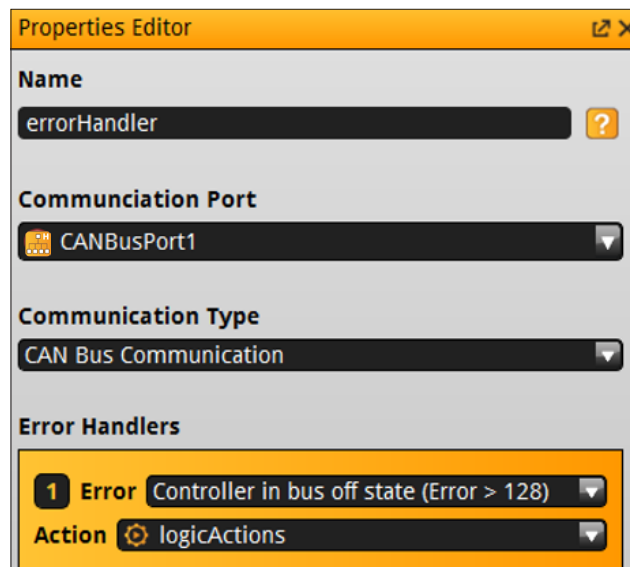 Properties Editor
Name
errorHandler
?
Communciation Port
CANBusPort1
Communication Type
CAN Bus Communication
Error Handlers
1 Error Controller in bus off state (Error > 128)
Action logicActions